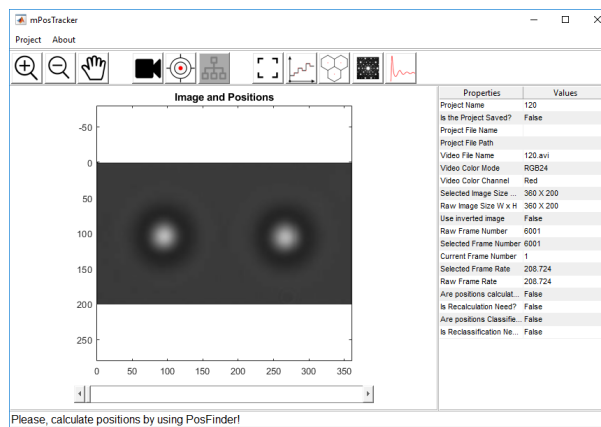 mPosTracker
Project About
Image and Positions
-50
0
50
100
150
200
250
0 50 100 150 200 250 300 350
Properties Values
Project Name 120
Is the Project Saved? False
Project File Name
Project File Path
Video File Name 120.avi
Video Color Mode RGB24
Video Color Channel Red
Selected Image Size ... 360 X 200
Raw Image Size W x H 360 X 200
Use inverted image False
Raw Frame Number 6001
Selected Frame Number 6001
Current Frame Number 1
Selected Frame Rate 208.724
Raw Frame Rate 208.724
Are positions calculat... False
Is Recalculation Need? False
Are positions Classifie... False
Is Reclassification Ne... False
Please, calculate positions by using PosFinder!